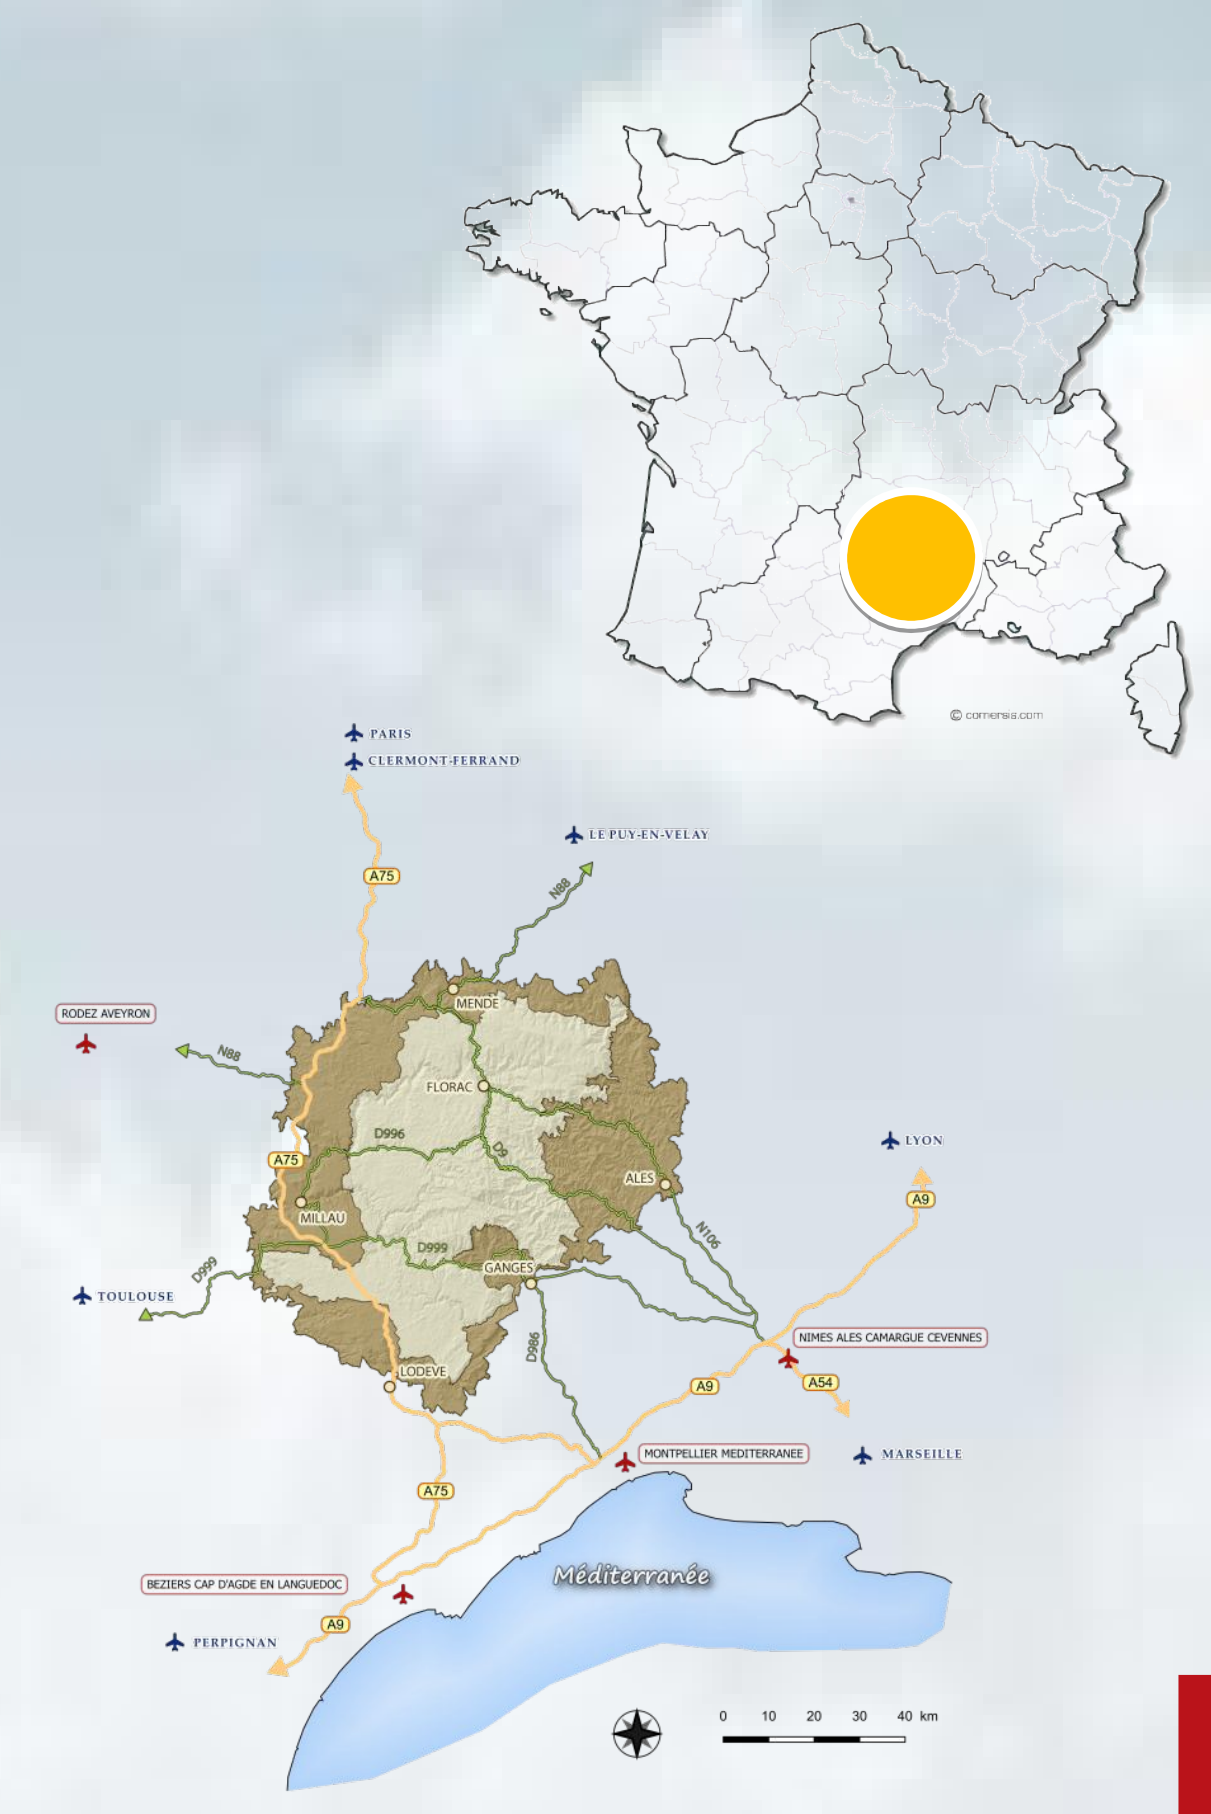 © comersis.com
PARIS
CLERMONT-FERRAND
LE PUY-EN-VELAY
A75
N88
MENDE
RODEZ AVEYRON
N88
FLORAC
D996
D9
A75
LYON
ALES
A9
MILLAU
N106
D999
D999
GANGES
TOULOUSE
NIMES ALES CAMARGUE CEVENNES
D986
LODEVE
A9
A54
MONTPELLIER MEDITERRANEE
MARSEILLE
A75
Méditerranée
BEZIERS CAP D'AGDE EN LANGUEDOC
A9
PERPIGNAN
0 10 20 30 40 km